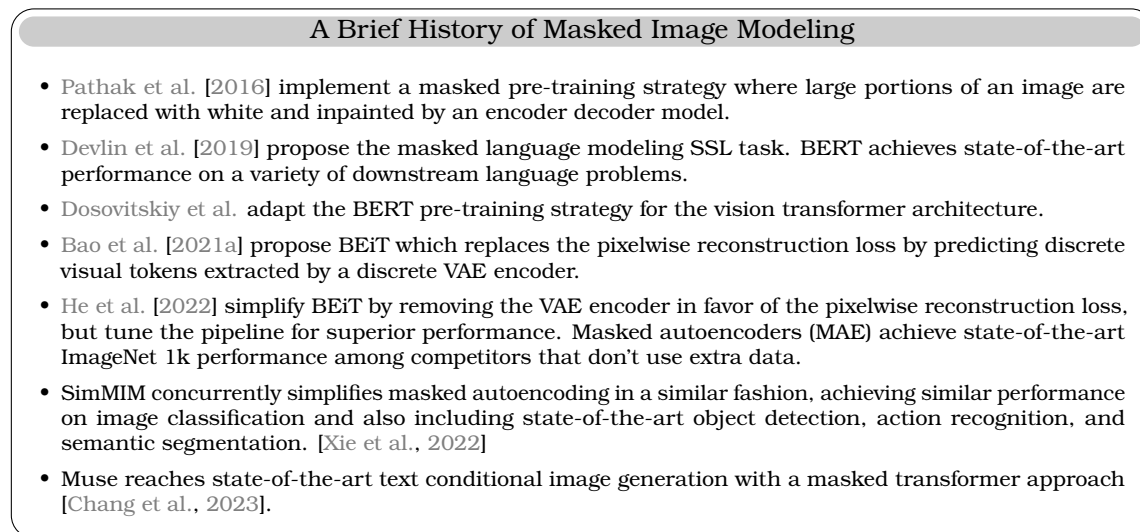 A Brief History of Masked Image Modeling
• Pathak et al. [2016] implement a masked pre-training strategy where large portions of an image are
replaced with white and inpainted by an encoder decoder model.
• Devlin et al. [2019] propose the masked language modeling SSL task. BERT achieves state-of-the-art
performance on a variety of downstream language problems.
• Dosovitskiy et al. adapt the BERT pre-training strategy for the vision transformer architecture.
• Bao et al. [2021a] propose BEiT which replaces the pixelwise reconstruction loss by predicting discrete
visual tokens extracted by a discrete VAE encoder.
• He et al. [2022] simplify BEiT by removing the VAE encoder in favor of the pixelwise reconstruction loss,
but tune the pipeline for superior performance. Masked autoencoders (MAE) achieve state-of-the-art
ImageNet 1k performance among competitors that don't use extra data.
• SimMIM concurrently simplifies masked autoencoding in a similar fashion, achieving similar performance
on image classification and also including state-of-the-art object detection, action recognition, and
semantic segmentation. [Xie et al., 2022]
• Muse reaches state-of-the-art text conditional image generation with a masked transformer approach
[Chang et al., 2023].